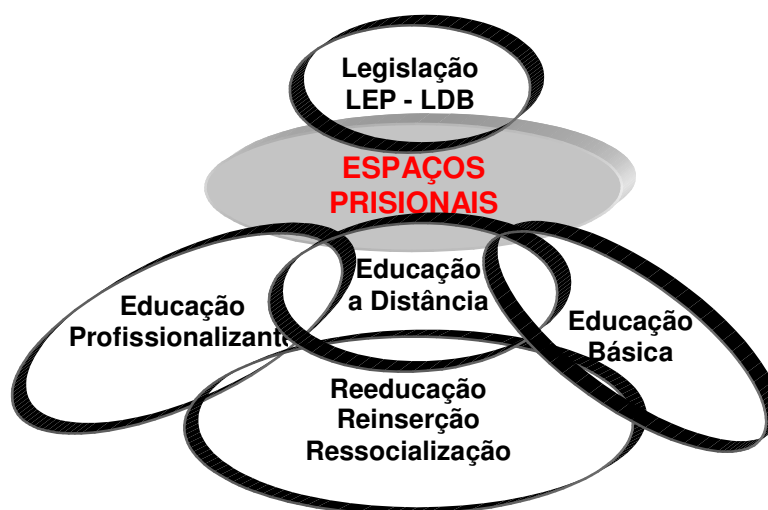 Legislação
LEP - LDB
ESPAÇOS
PRISIONAIS
Educação
a Distância
Educação
Profissionalizante
Educação
Básica
Reeducação
Reinserção
Ressocialização